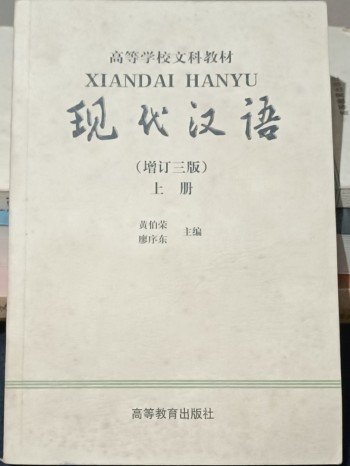 高等学校文科教材
XIANDAI HANYU
现代汉语
（增订三版）
上 册
黄伯荣
廖序东 主编
高等教育出版社